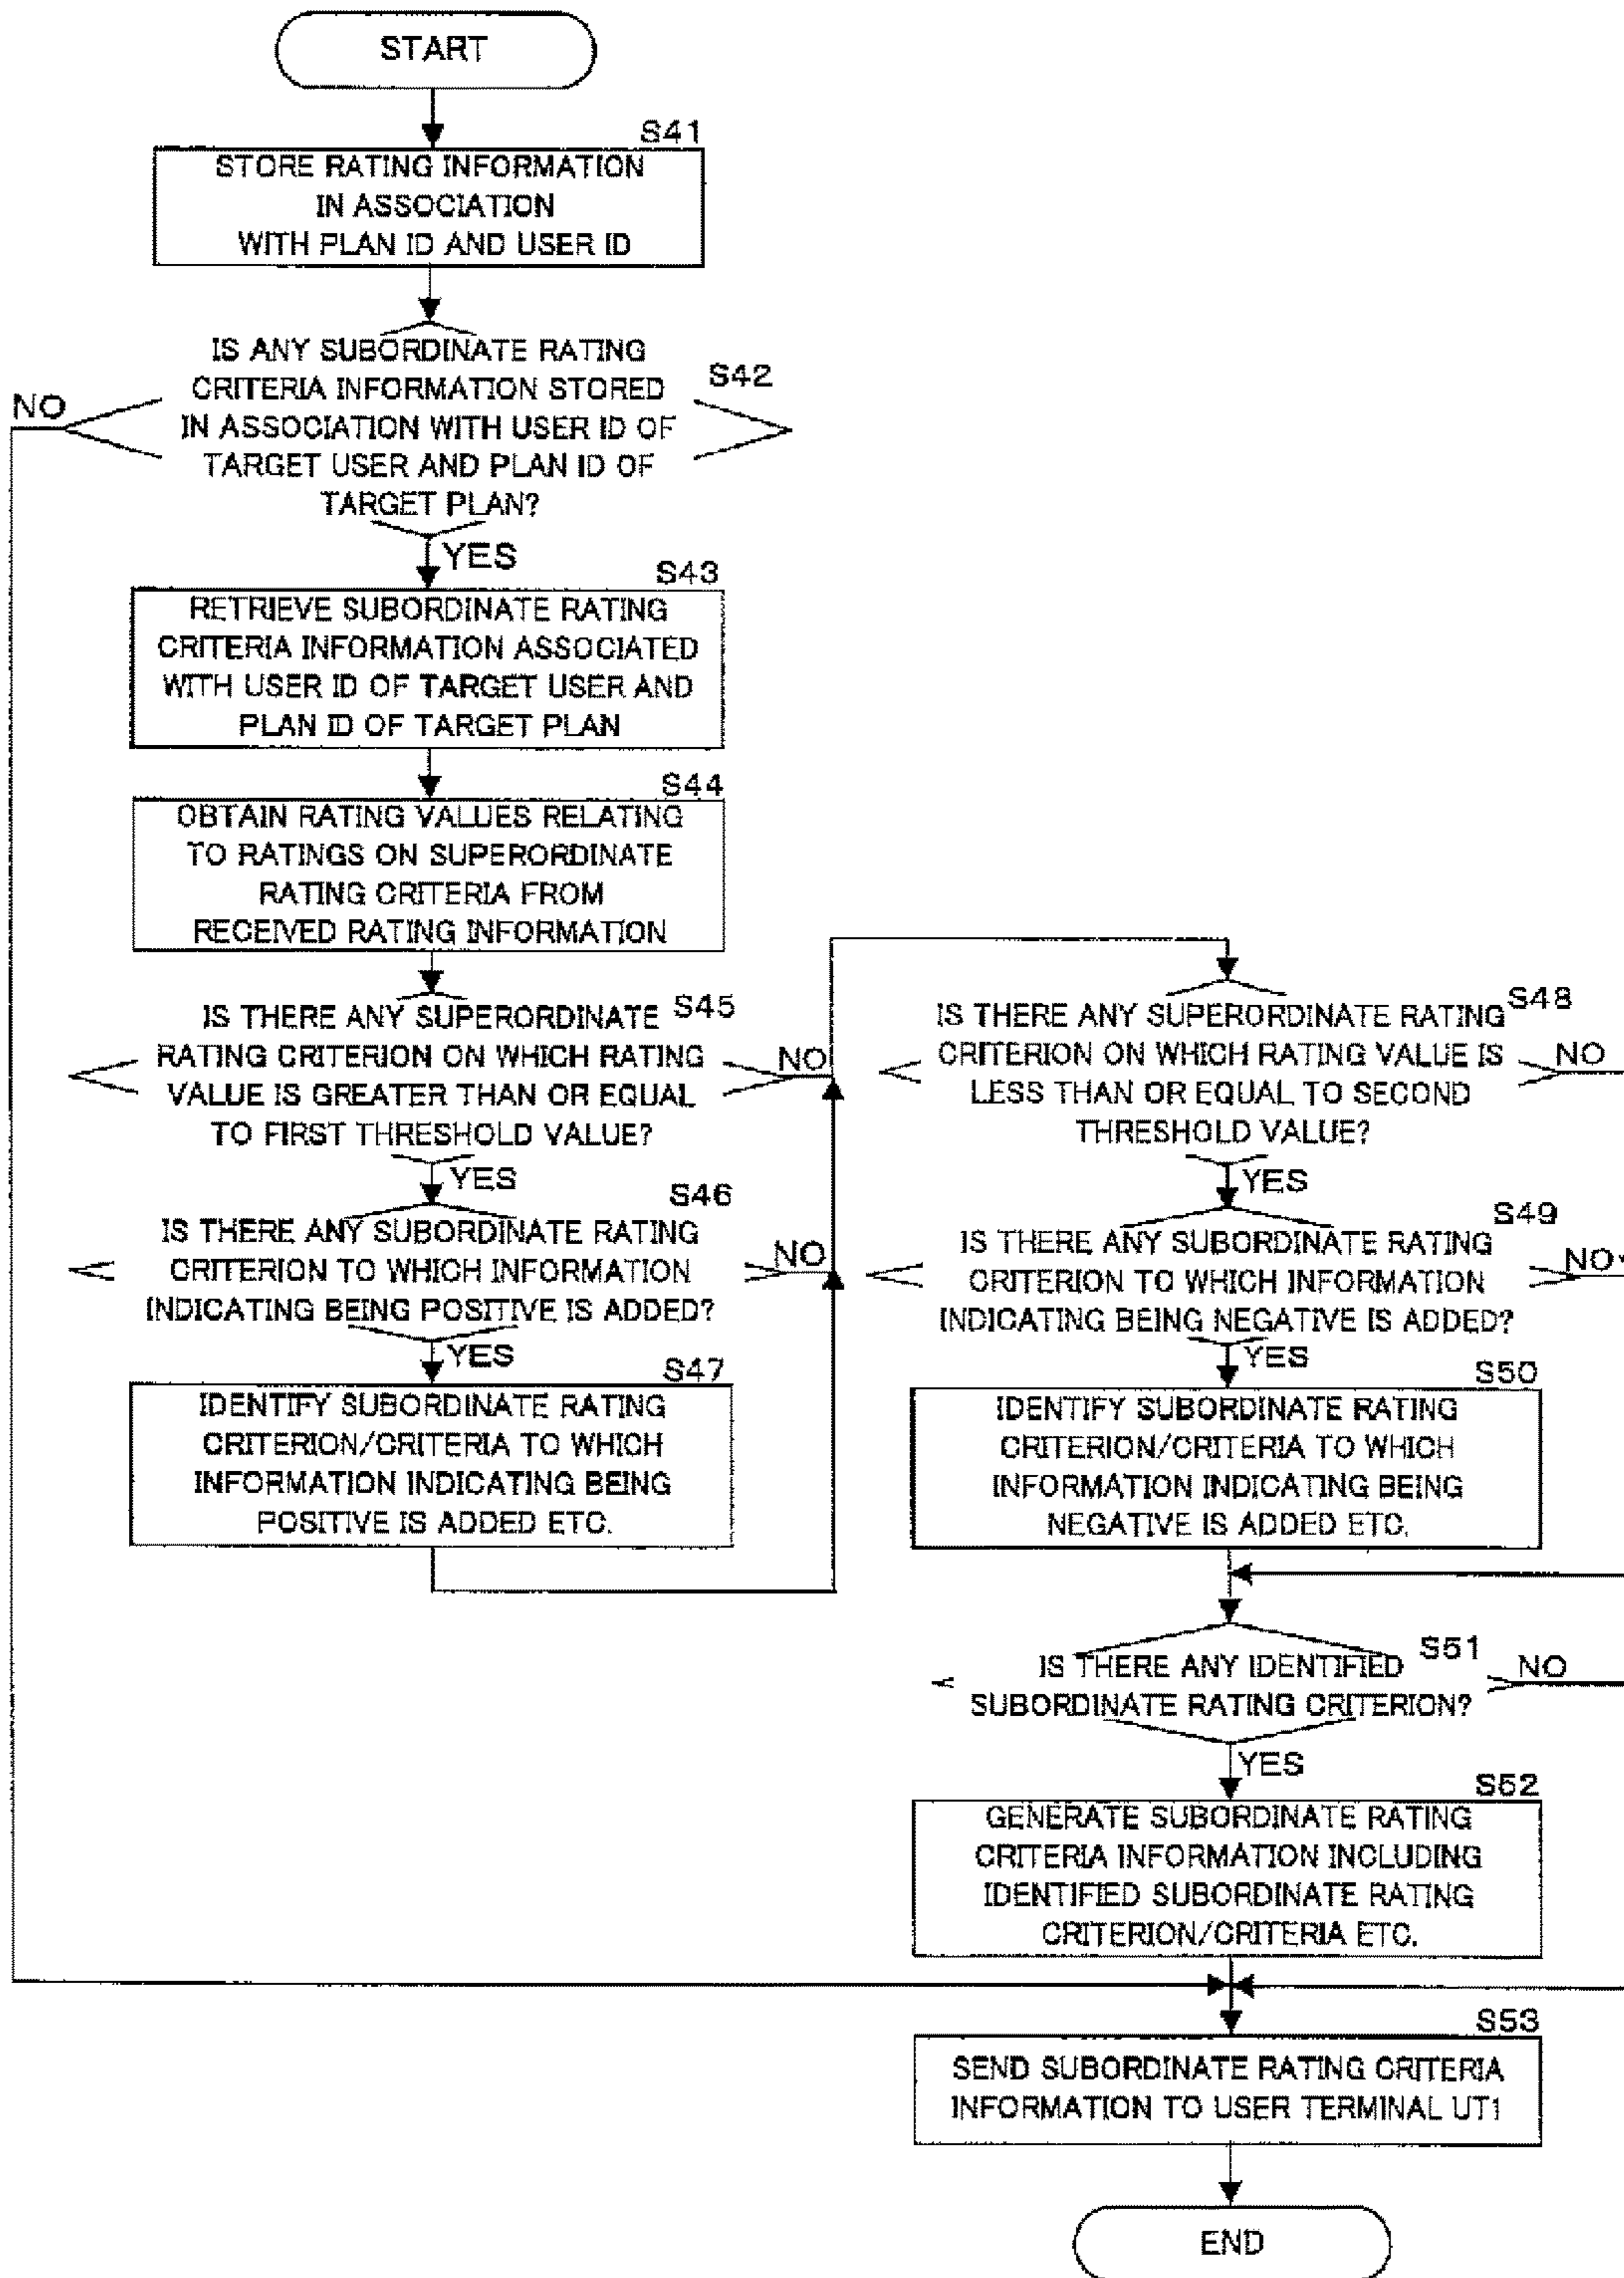 START
S41
STORE RATING INFORMATION
IN ASSOCIATION
WITH PLAN ID AND USER ID
IS ANY SUBORDINATE RATING
CRITERIA INFORMATION STORED
IN ASSOCIATION WITH USER ID OF
TARGET USER AND PLAN ID OF
TARGET PLAN?
S42
NO
YES
S43
RETRIEVE SUBORDINATE RATING
CRITERIA INFORMATION ASSOCIATED
WITH USER ID OF TARGET USER AND
PLAN ID OF TARGET PLAN
S44
OBTAIN RATING VALUES RELATING
TO RATINGS ON SUPERORDINATE
RATING CRITERIA FROM
RECEIVED RATING INFORMATION
S45
IS THERE ANY SUPERORDINATE
RATING CRITERION ON WHICH RATING
VALUE IS GREATER THAN OR EQUAL
TO FIRST THRESHOLD VALUE?
NO
YES
S46
IS THERE ANY SUBORDINATE RATING
CRITERION TO WHICH INFORMATION
INDICATING BEING POSITIVE IS ADDED?
NO
YES
S47
IDENTIFY SUBORDINATE RATING
CRITERION/CRITERIA TO WHICH
INFORMATION INDICATING BEING
POSITIVE IS ADDED ETC.
S48
IS THERE ANY SUPERORDINATE RATING
CRITERION ON WHICH RATING VALUE IS
LESS THAN OR EQUAL TO SECOND
THRESHOLD VALUE?
NO
YES
S49
IS THERE ANY SUBORDINATE RATING
CRITERION TO WHICH INFORMATION
INDICATING BEING NEGATIVE IS ADDED?
NO
YES
S50
IDENTIFY SUBORDINATE RATING
CRITERION/CRITERIA TO WHICH
INFORMATION INDICATING BEING
NEGATIVE IS ADDED ETC.
S51
IS THERE ANY IDENTIFIED
SUBORDINATE RATING CRITERION?
NO
YES
S52
GENERATE SUBORDINATE RATING
CRITERIA INFORMATION INCLUDING
IDENTIFIED SUBORDINATE RATING
CRITERION/CRITERIA ETC.
S53
SEND SUBORDINATE RATING CRITERIA
INFORMATION TO USER TERMINAL UT1
END